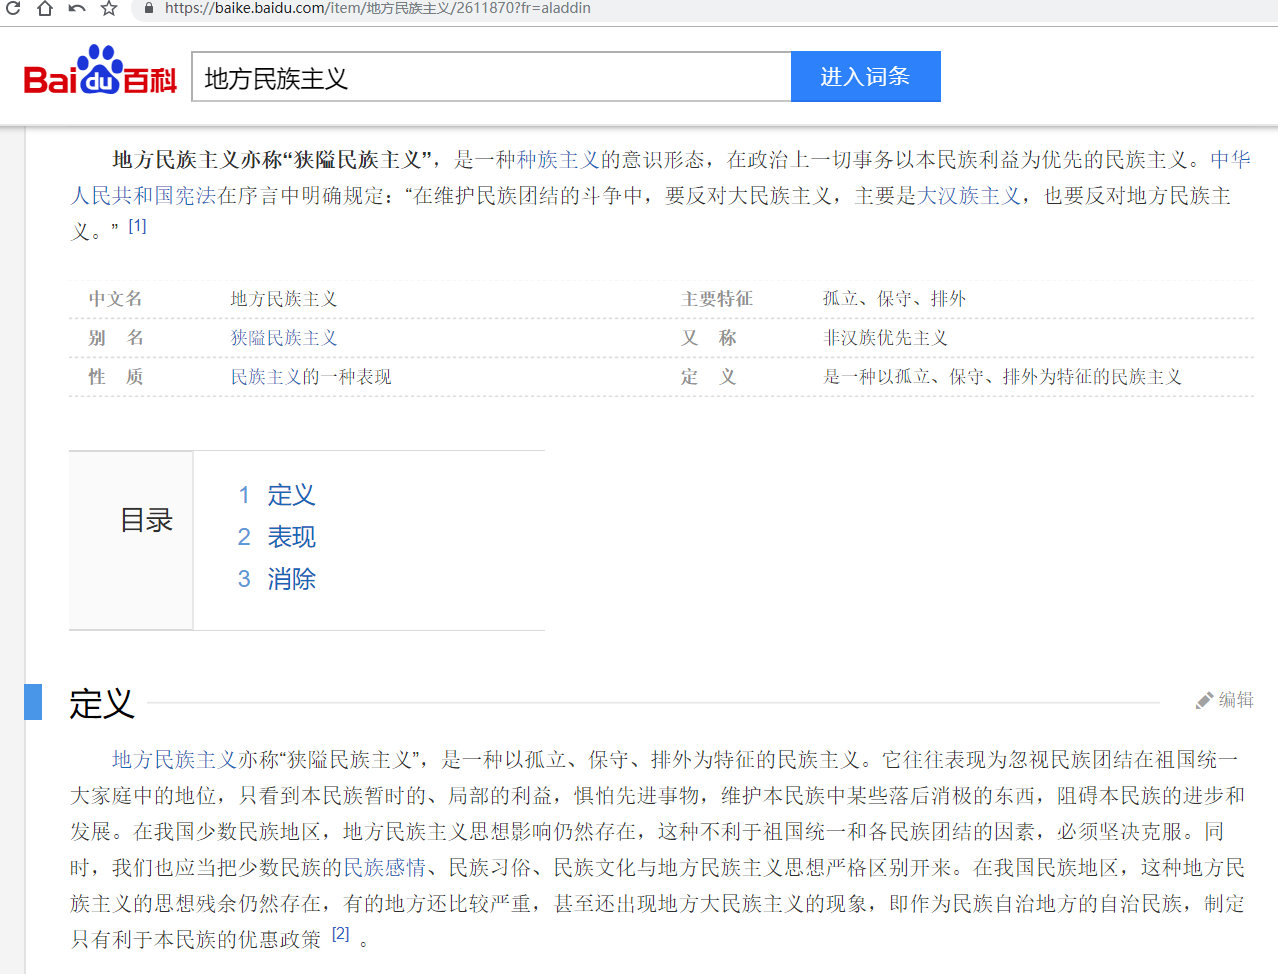 https://baike.baidu.com/item/地方民族主义/2611870?fr=aladdin
Bai du 百科
地方民族主义
进入词条
地方民族主义亦称“狭隘民族主义”，是一种种族主义的意识形态，在政治上一切事务以本民族利益为优先的民族主义。中华
人民共和国宪法在序言中明确规定：“在维护民族团结的斗争中，要反对大民族主义，主要是大汉族主义，也要反对地方民族主
义。” [1]
中文名 地方民族主义 主要特征 孤立、保守、排外
别 名 狭隘民族主义 又 称 非汉族优先主义
性 质 民族主义的一种表现 定 义 是一种以孤立、保守、排外为特征的民族主义
目录
1 定义
2 表现
3 消除
定义
编辑
地方民族主义亦称“狭隘民族主义”，是一种以孤立、保守、排外为特征的民族主义。它往往表现为忽视民族团结在祖国统一
大家庭中的地位，只看到本民族暂时的、局部的利益，惧怕先进事物，维护本民族中某些落后消极的东西，阻碍本民族的进步和
发展。在我国少数民族地区，地方民族主义思想影响仍然存在，这种不利于祖国统一和各民族团结的因素，必须坚决克服。同
时，我们也应当把少数民族的民族感情、民族习俗、民族文化与地方民族主义思想严格区别开来。在我国民族地区，这种地方民
族主义的思想残余仍然存在，有的地方还比较严重，甚至还出现地方大民族主义的现象，即作为民族自治地方的自治民族，制定
只有利于本民族的优惠政策 [2] 。